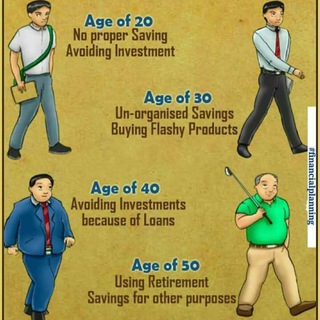 Age of 20
No proper Saving
Avoiding Investment
Age of 30
Un-organised Savings
Buying Flashy Products
#financialplanning
Age of 40
Avoiding Investments
because of Loans
Age of 50
Using Retirement
Savings for other purposes